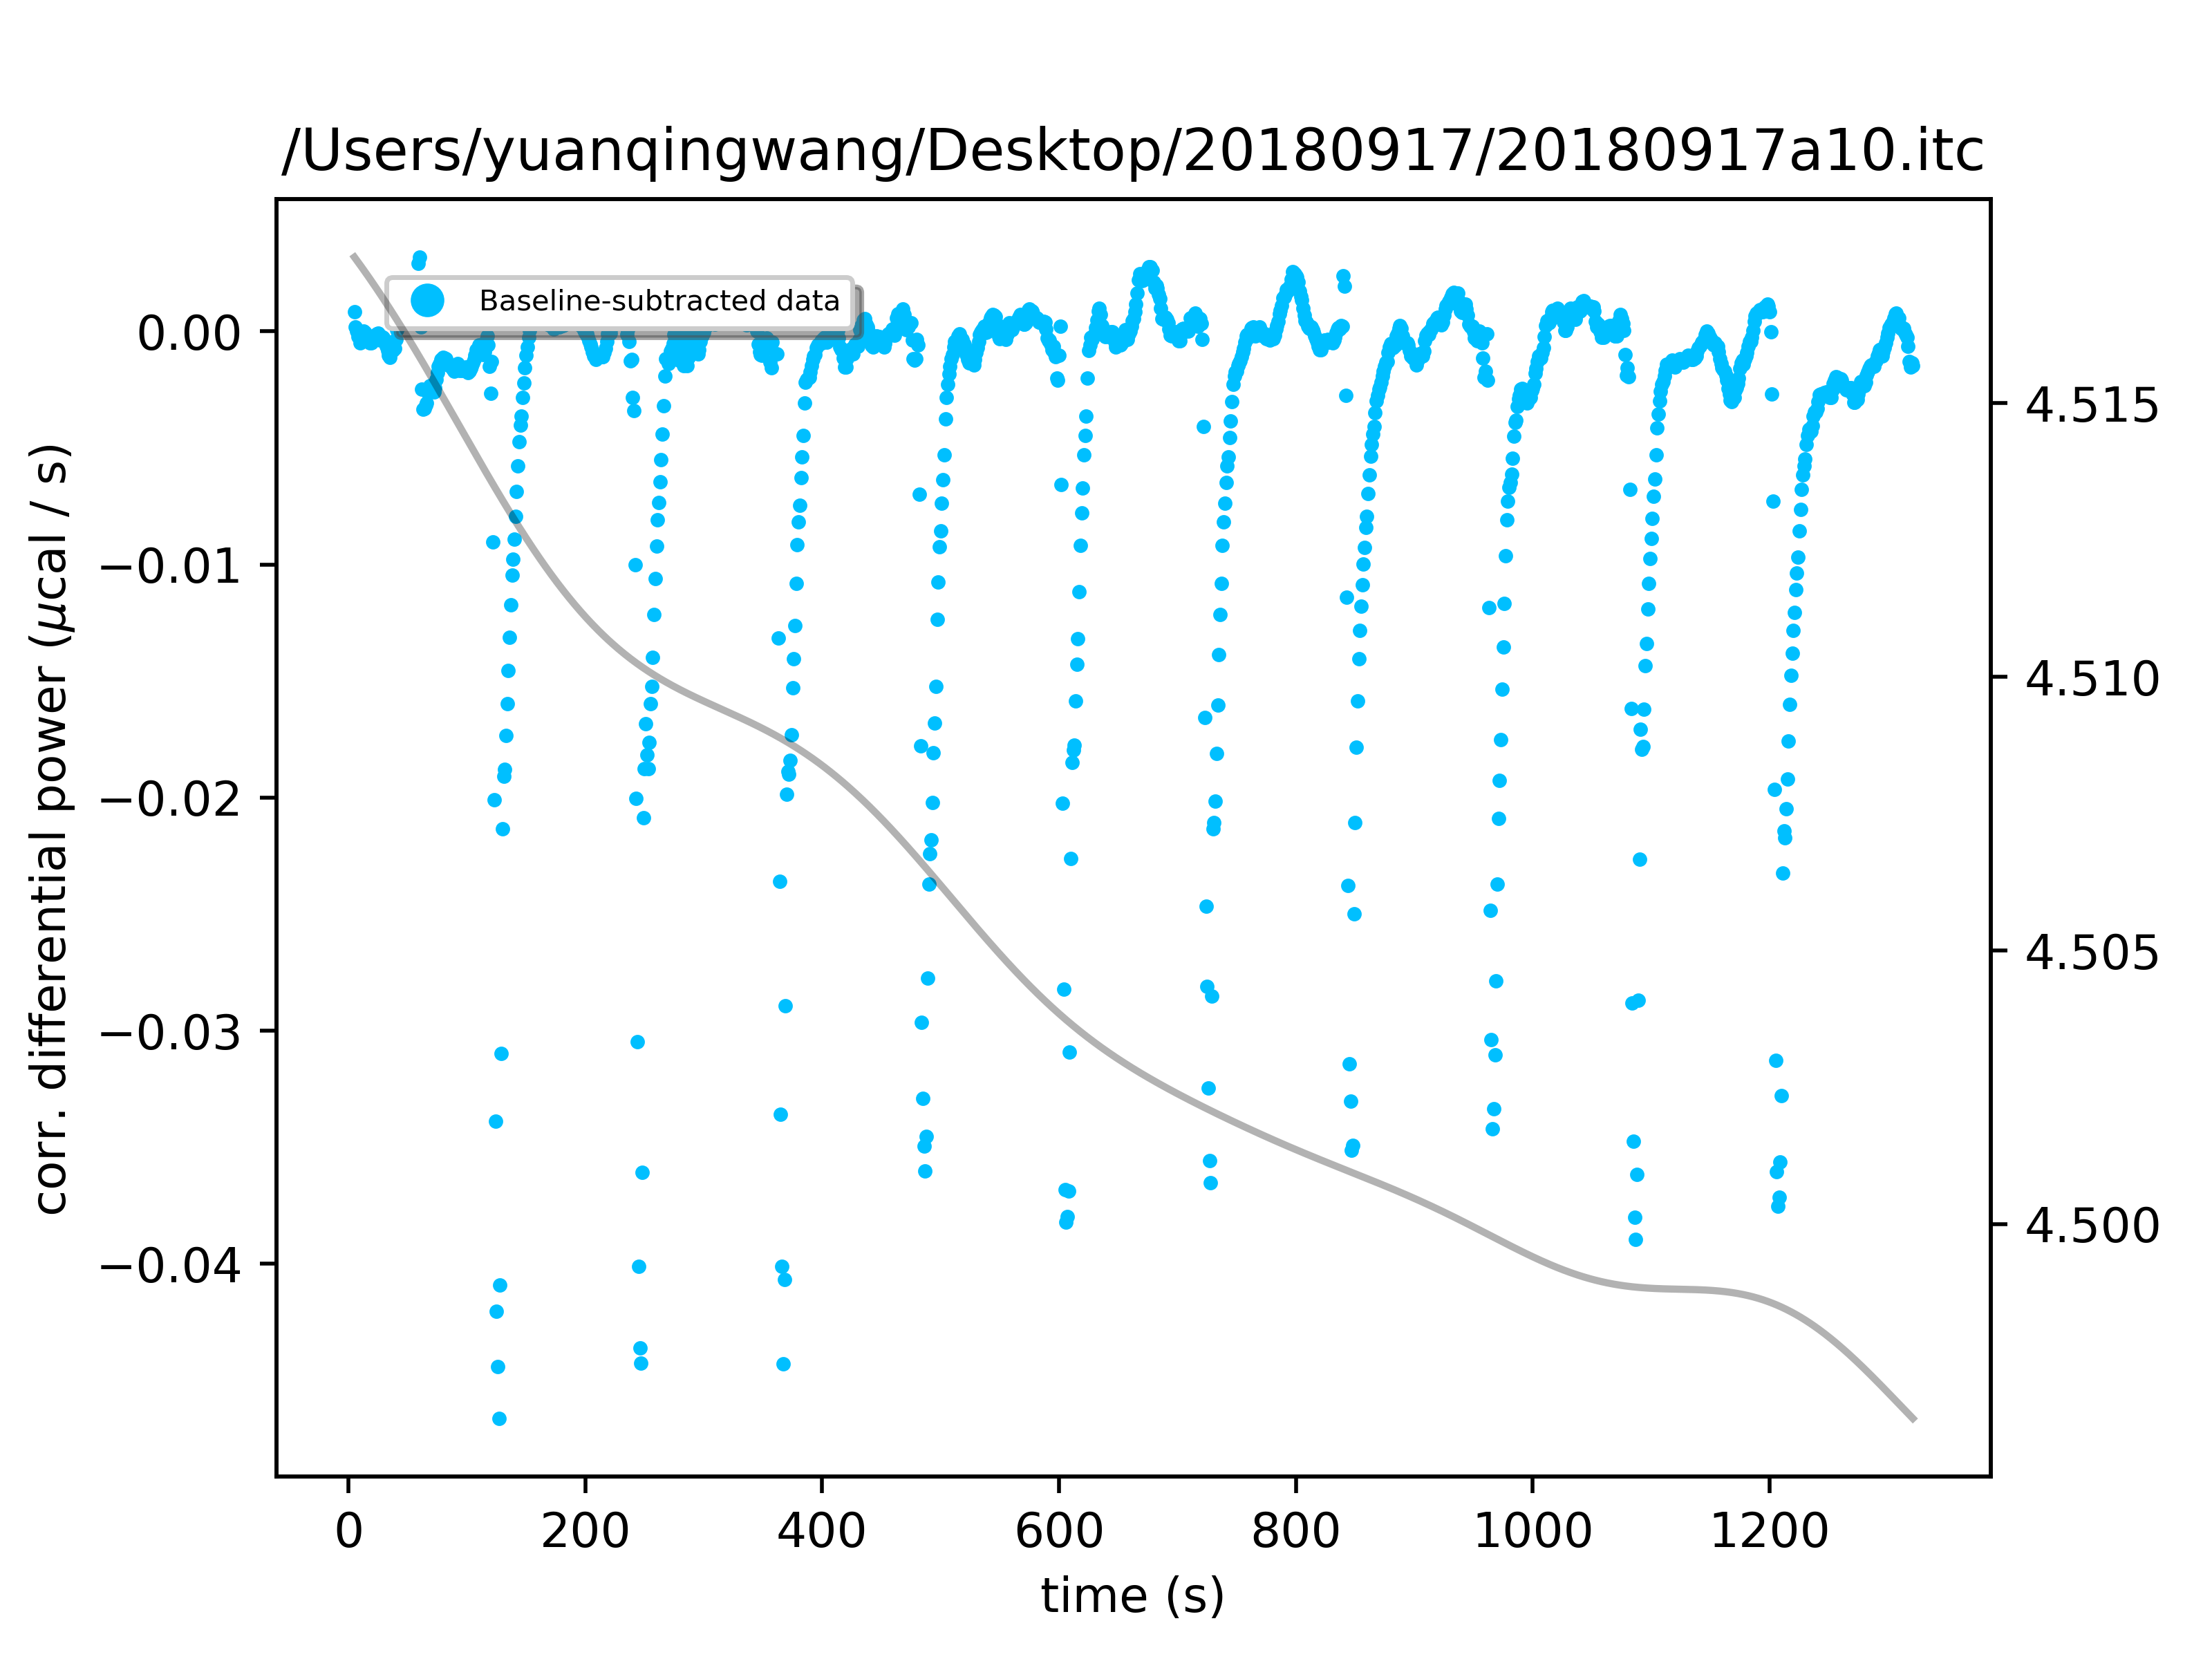 /Users/yuanqingwang/Desktop/20180917/20180917a10.itc
Baseline-subtracted data
0.00
−0.01
−0.02
−0.03
−0.04
corr. differential power (μcal / s)
4.515
4.510
4.505
4.500
0 200 400 600 800 1000 1200
time (s)